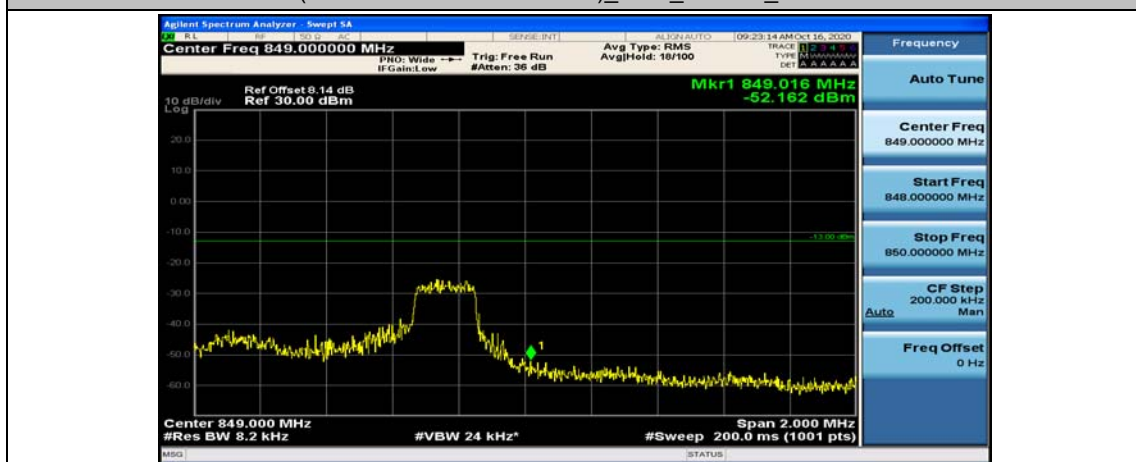 Agilent Spectrum Analyzer - Swept SA
RL RF 50 Ω AC SENSE:INT ALIGN AUTO 09:23:14 AM Oct 16, 2020
Center Freq 849.000000 MHz
PNO: Wide
IFGain:Low
Trig: Free Run
#Atten: 36 dB
Avg Type: RMS
Avg|Hold: 18/100
TRACE 1 2 3 4 5 6
TYPE M
DET A A A A A A
Frequency
Mkr1 849.016 MHz
-52.162 dBm
Ref Offset 8.14 dB
10 dB/div Ref 30.00 dBm
Log
20.0
10.0
0.00
-10.0
-13.00 dBm
-20.0
-30.0
-40.0
-50.0
-60.0
1
Center 849.000 MHz Span 2.000 MHz
#Res BW 8.2 kHz #VBW 24 kHz* #Sweep 200.0 ms (1001 pts)
MSG STATUS
Auto Tune
Center Freq
849.000000 MHz
Start Freq
848.000000 MHz
Stop Freq
850.000000 MHz
CF Step
200.000 kHz
Auto Man
Freq Offset
0 Hz